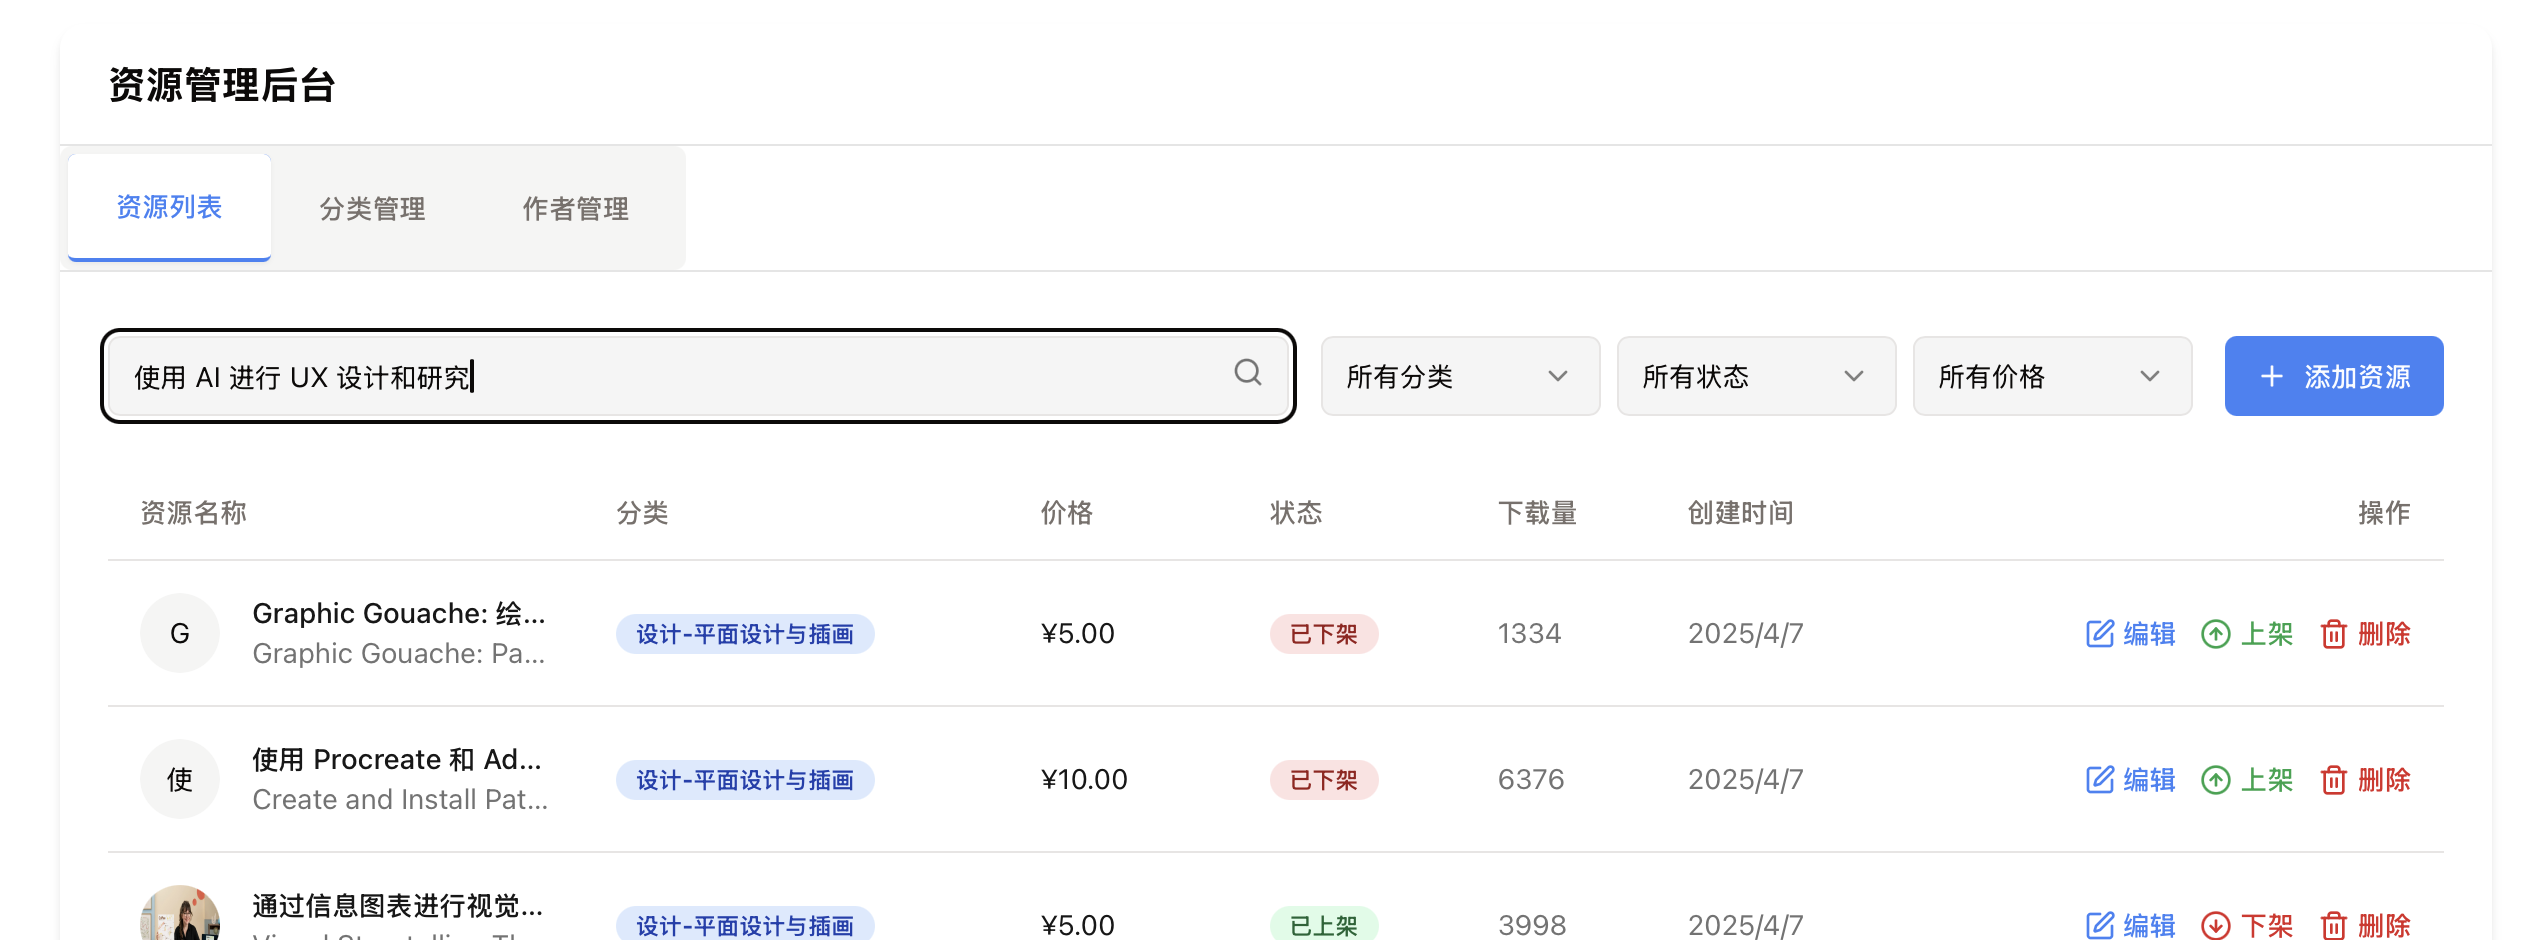 资源管理后台
资源列表 分类管理 作者管理
使用 AI 进行 UX 设计和研究 所有分类 所有状态 所有价格 + 添加资源
资源名称 分类 价格 状态 下载量 创建时间 操作
G Graphic Gouache: 绘... 设计-平面设计与插画 ¥5.00 已下架 1334 2025/4/7 编辑 上架 删除
Graphic Gouache: Pa...
使 使用 Procreate 和 Ad... 设计-平面设计与插画 ¥10.00 已下架 6376 2025/4/7 编辑 上架 删除
Create and Install Pat...
通过信息图表进行视觉... 设计-平面设计与插画 ¥5.00 已上架 3998 2025/4/7 编辑 下架 删除